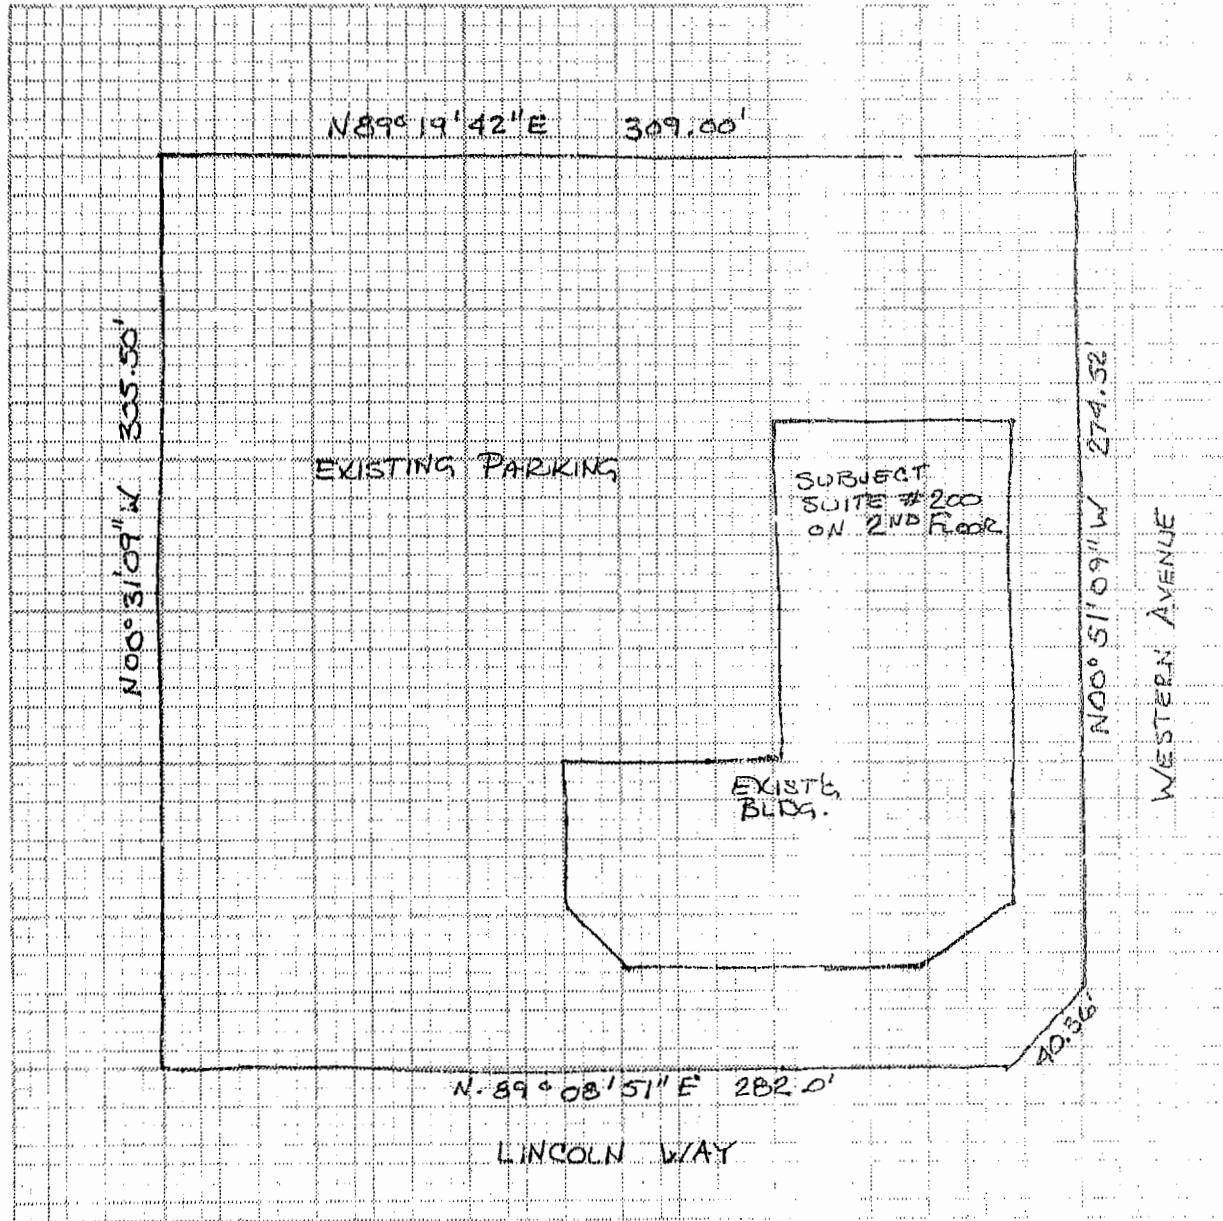 N89° 19' 42" E 309.00'
N00° 31' 09" W 305.50'
EXISTING PARKING
SUBJECT
SUITE #200
ON 2ND FLOOR
N00° 51' 09" W 274.52'
WESTERN AVENUE
EXIST'G
BLDG.
40.36'
N. 89° 08' 51" E 282.0'
LINCOLN WAY